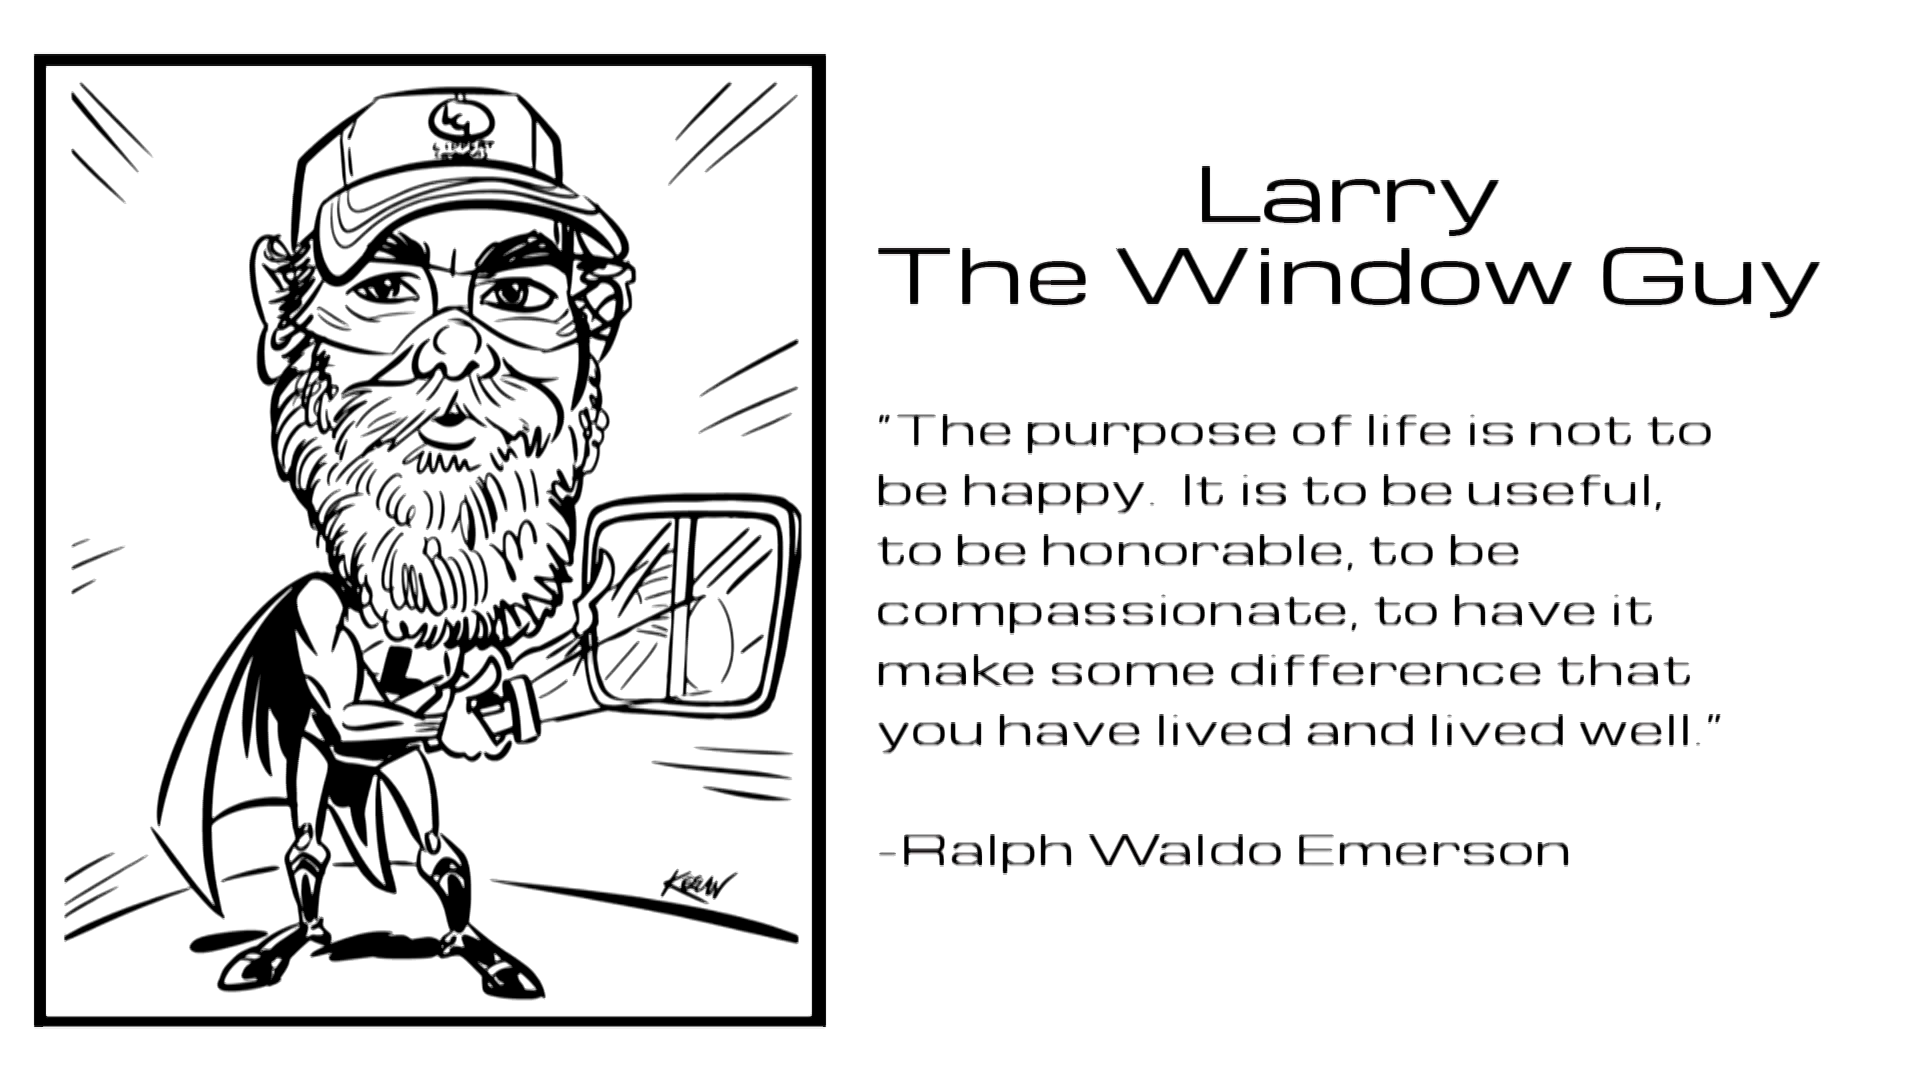 Larry
The Window Guy
"The purpose of life is not to
be happy.  It is to be useful,
to be honorable, to be
compassionate, to have it
make some difference that
you have lived and lived well."
-Ralph Waldo Emerson
L